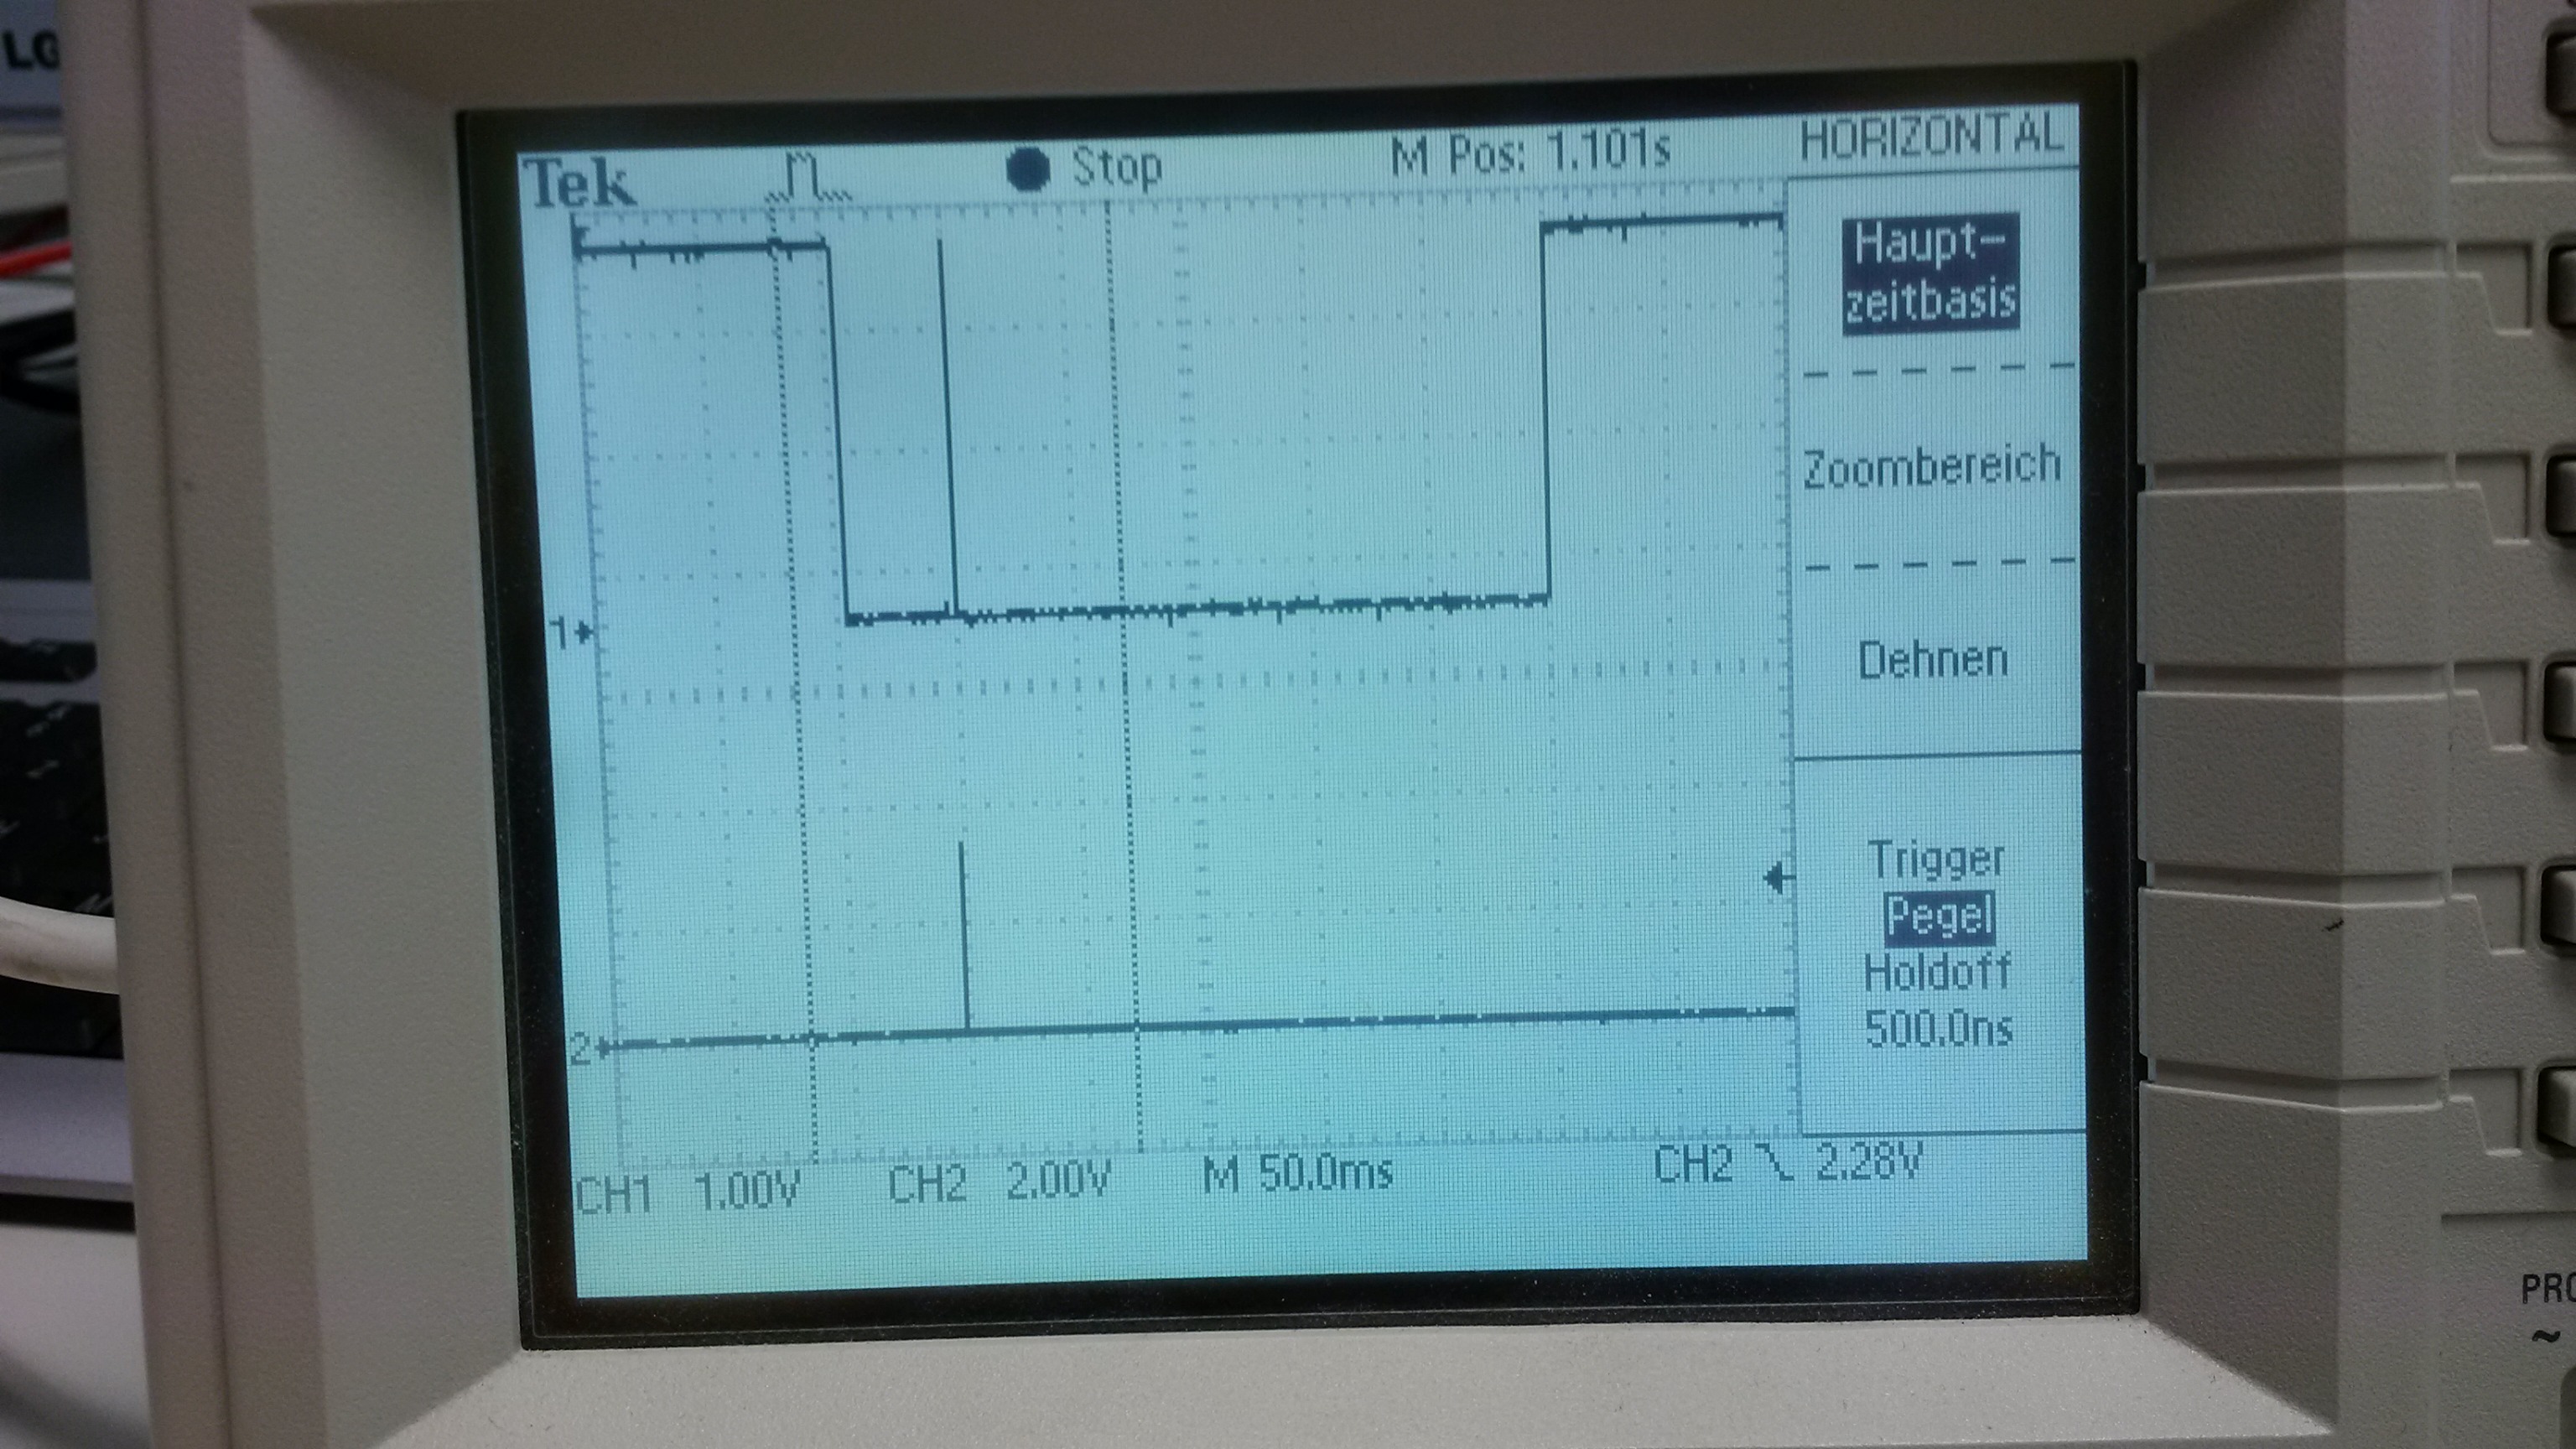 LG
Tek Stop M Pos: 1.101s HORIZONTAL
Haupt-
zeitbasis
Zoombereich
Dehnen
1
Trigger
Pegel
Holdoff
500.0ns
2
CH1 1.00V CH2 2.00V M 50.0ms CH2 2.28V